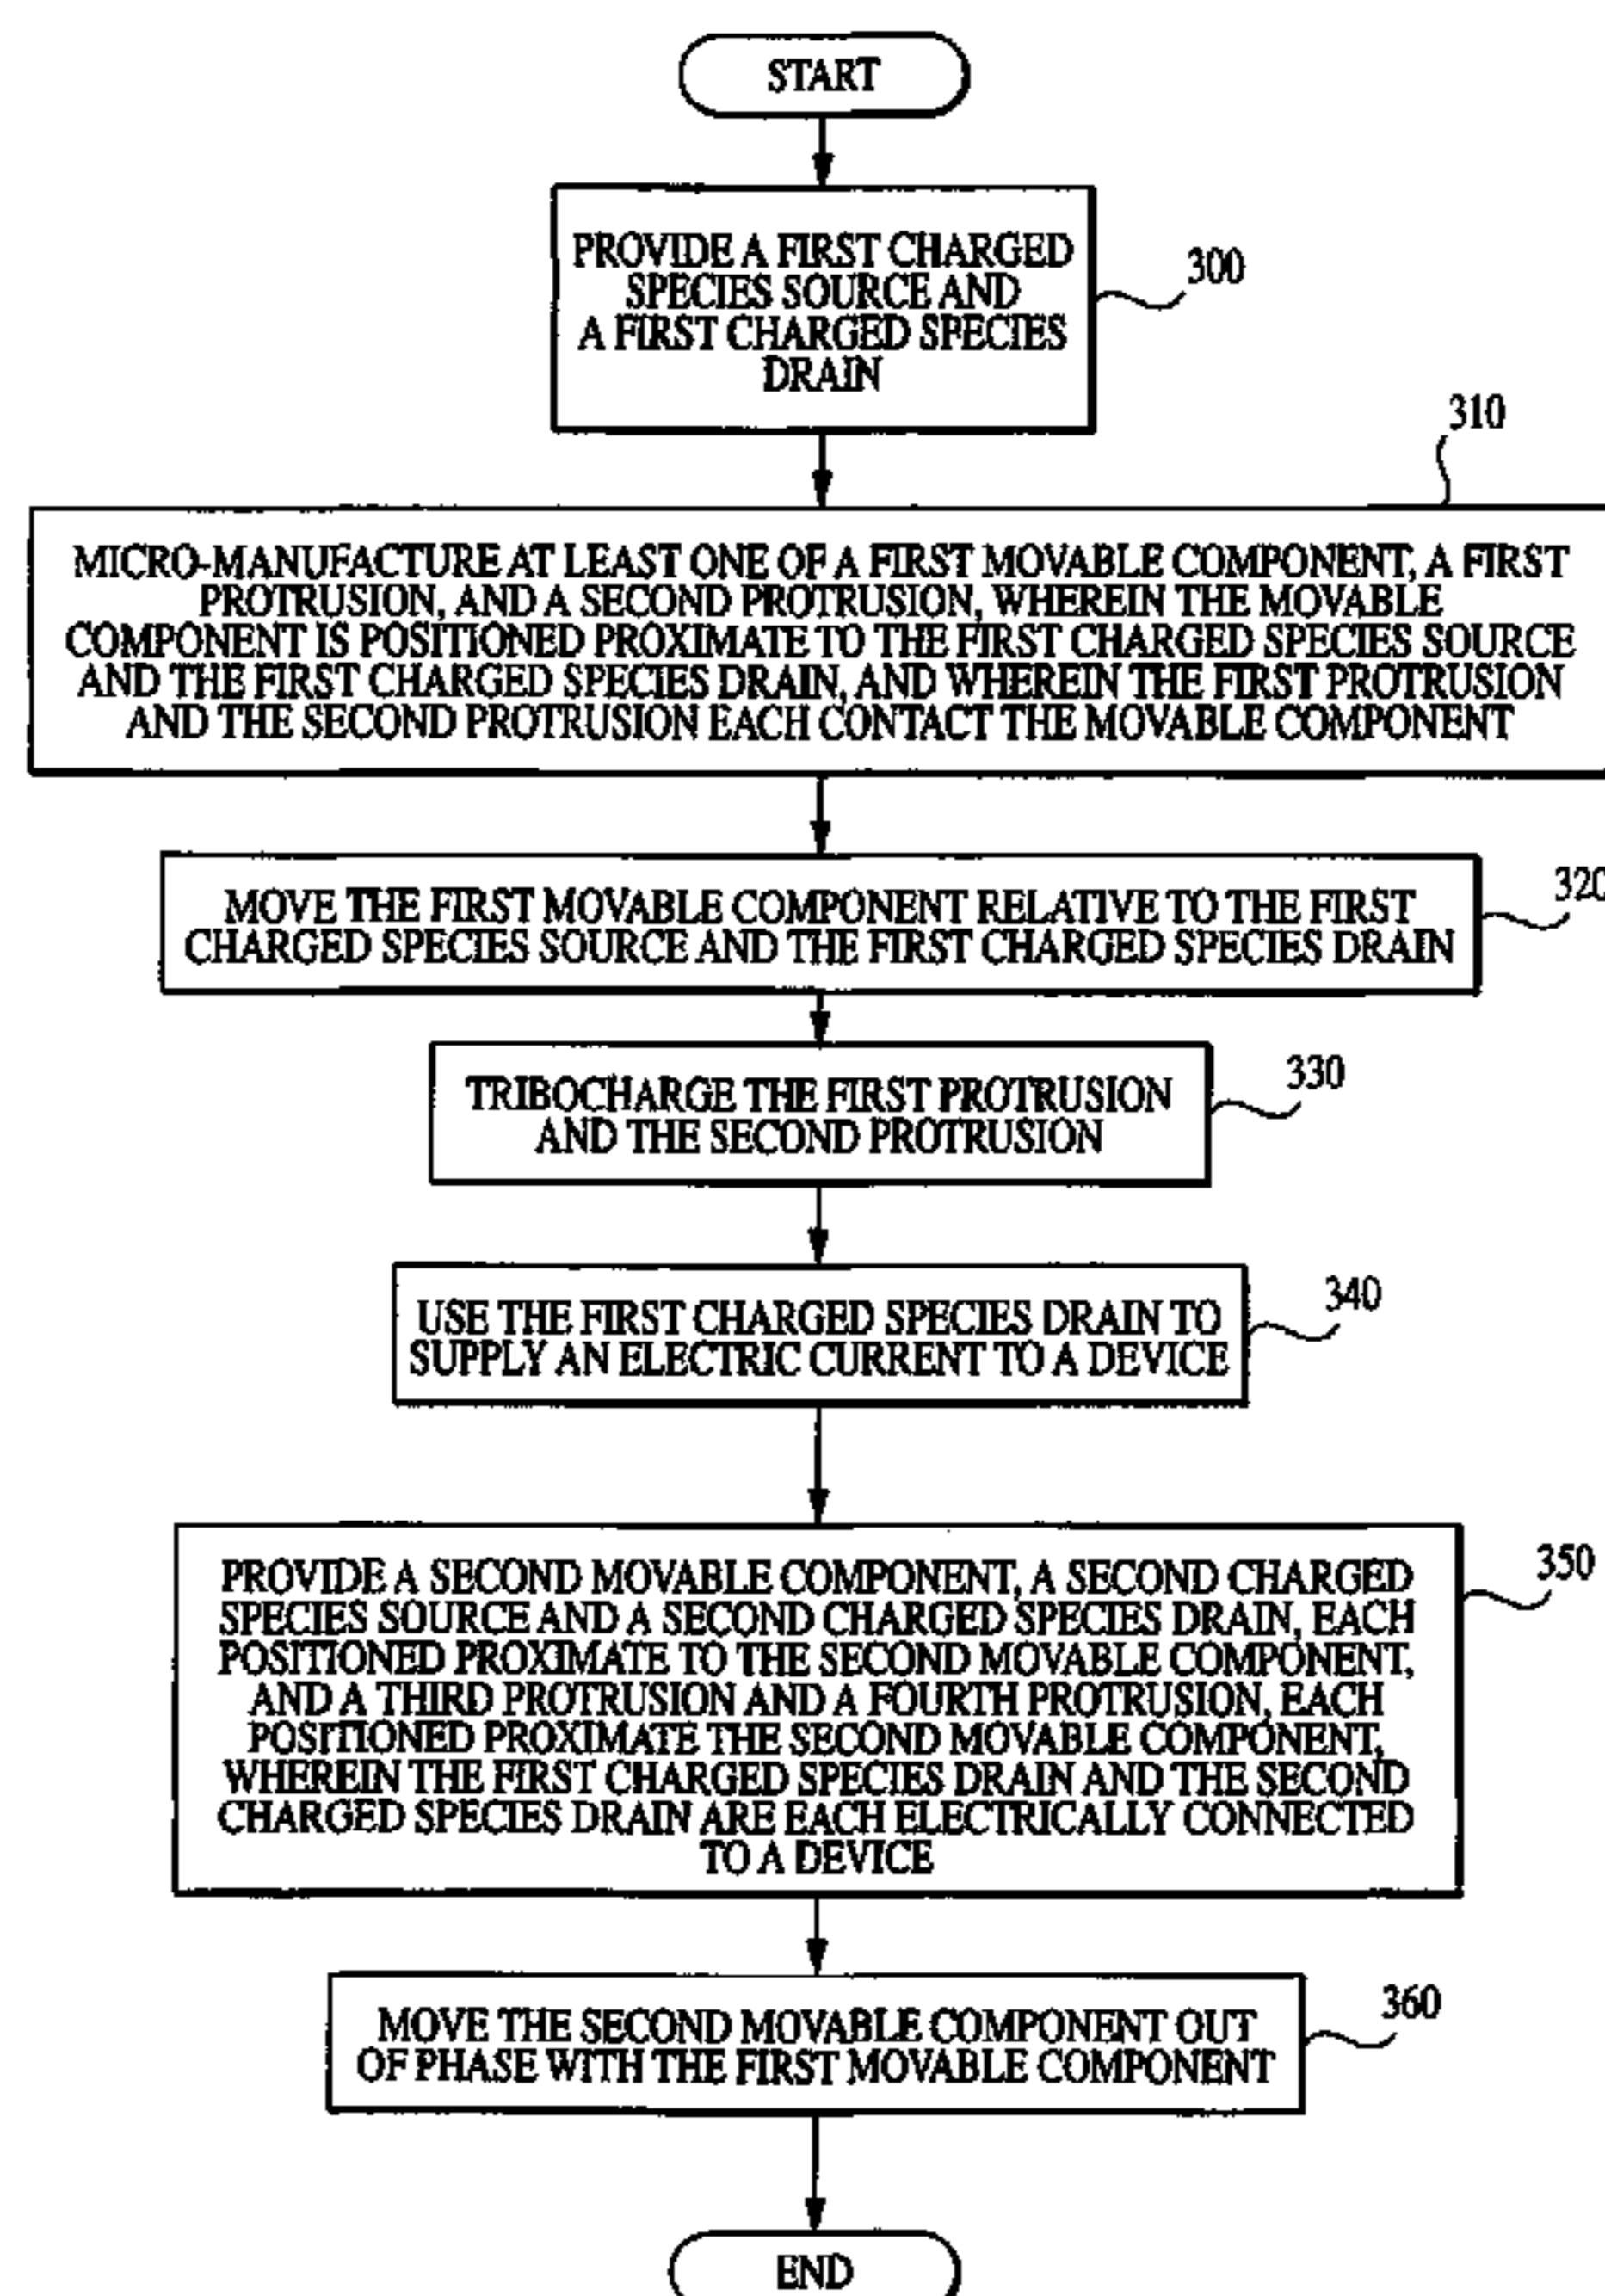 START
PROVIDE A FIRST CHARGED
SPECIES SOURCE AND
A FIRST CHARGED SPECIES
DRAIN
300
310
MICRO-MANUFACTURE AT LEAST ONE OF A FIRST MOVABLE COMPONENT, A FIRST
PROTRUSION, AND A SECOND PROTRUSION, WHEREIN THE MOVABLE
COMPONENT IS POSITIONED PROXIMATE TO THE FIRST CHARGED SPECIES SOURCE
AND THE FIRST CHARGED SPECIES DRAIN, AND WHEREIN THE FIRST PROTRUSION
AND THE SECOND PROTRUSION EACH CONTACT THE MOVABLE COMPONENT
320
MOVE THE FIRST MOVABLE COMPONENT RELATIVE TO THE FIRST
CHARGED SPECIES SOURCE AND THE FIRST CHARGED SPECIES DRAIN
330
TRIBOCHARGE THE FIRST PROTRUSION
AND THE SECOND PROTRUSION
340
USE THE FIRST CHARGED SPECIES DRAIN TO
SUPPLY AN ELECTRIC CURRENT TO A DEVICE
350
PROVIDE A SECOND MOVABLE COMPONENT, A SECOND CHARGED
SPECIES SOURCE AND A SECOND CHARGED SPECIES DRAIN, EACH
POSITIONED PROXIMATE TO THE SECOND MOVABLE COMPONENT,
AND A THIRD PROTRUSION AND A FOURTH PROTRUSION, EACH
POSITIONED PROXIMATE THE SECOND MOVABLE COMPONENT,
WHEREIN THE FIRST CHARGED SPECIES DRAIN AND THE SECOND
CHARGED SPECIES DRAIN ARE EACH ELECTRICALLY CONNECTED
TO A DEVICE
360
MOVE THE SECOND MOVABLE COMPONENT OUT
OF PHASE WITH THE FIRST MOVABLE COMPONENT
END